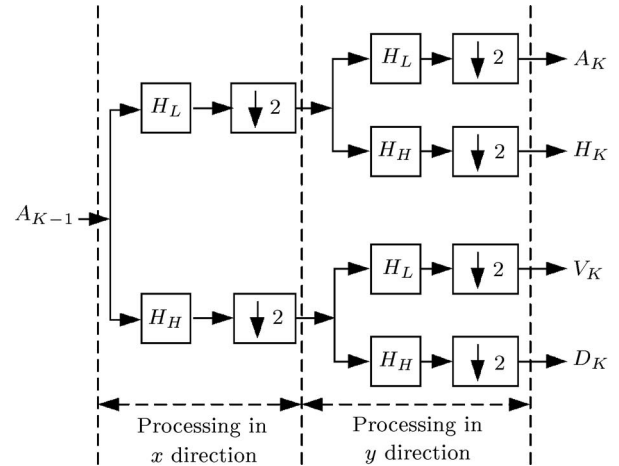 H_L ↓ 2 A_K
H_L ↓ 2
H_H ↓ 2 H_K
A_{K−1}
H_L ↓ 2 V_K
H_H ↓ 2
H_H ↓ 2 D_K
Processing in
x direction
Processing in
y direction